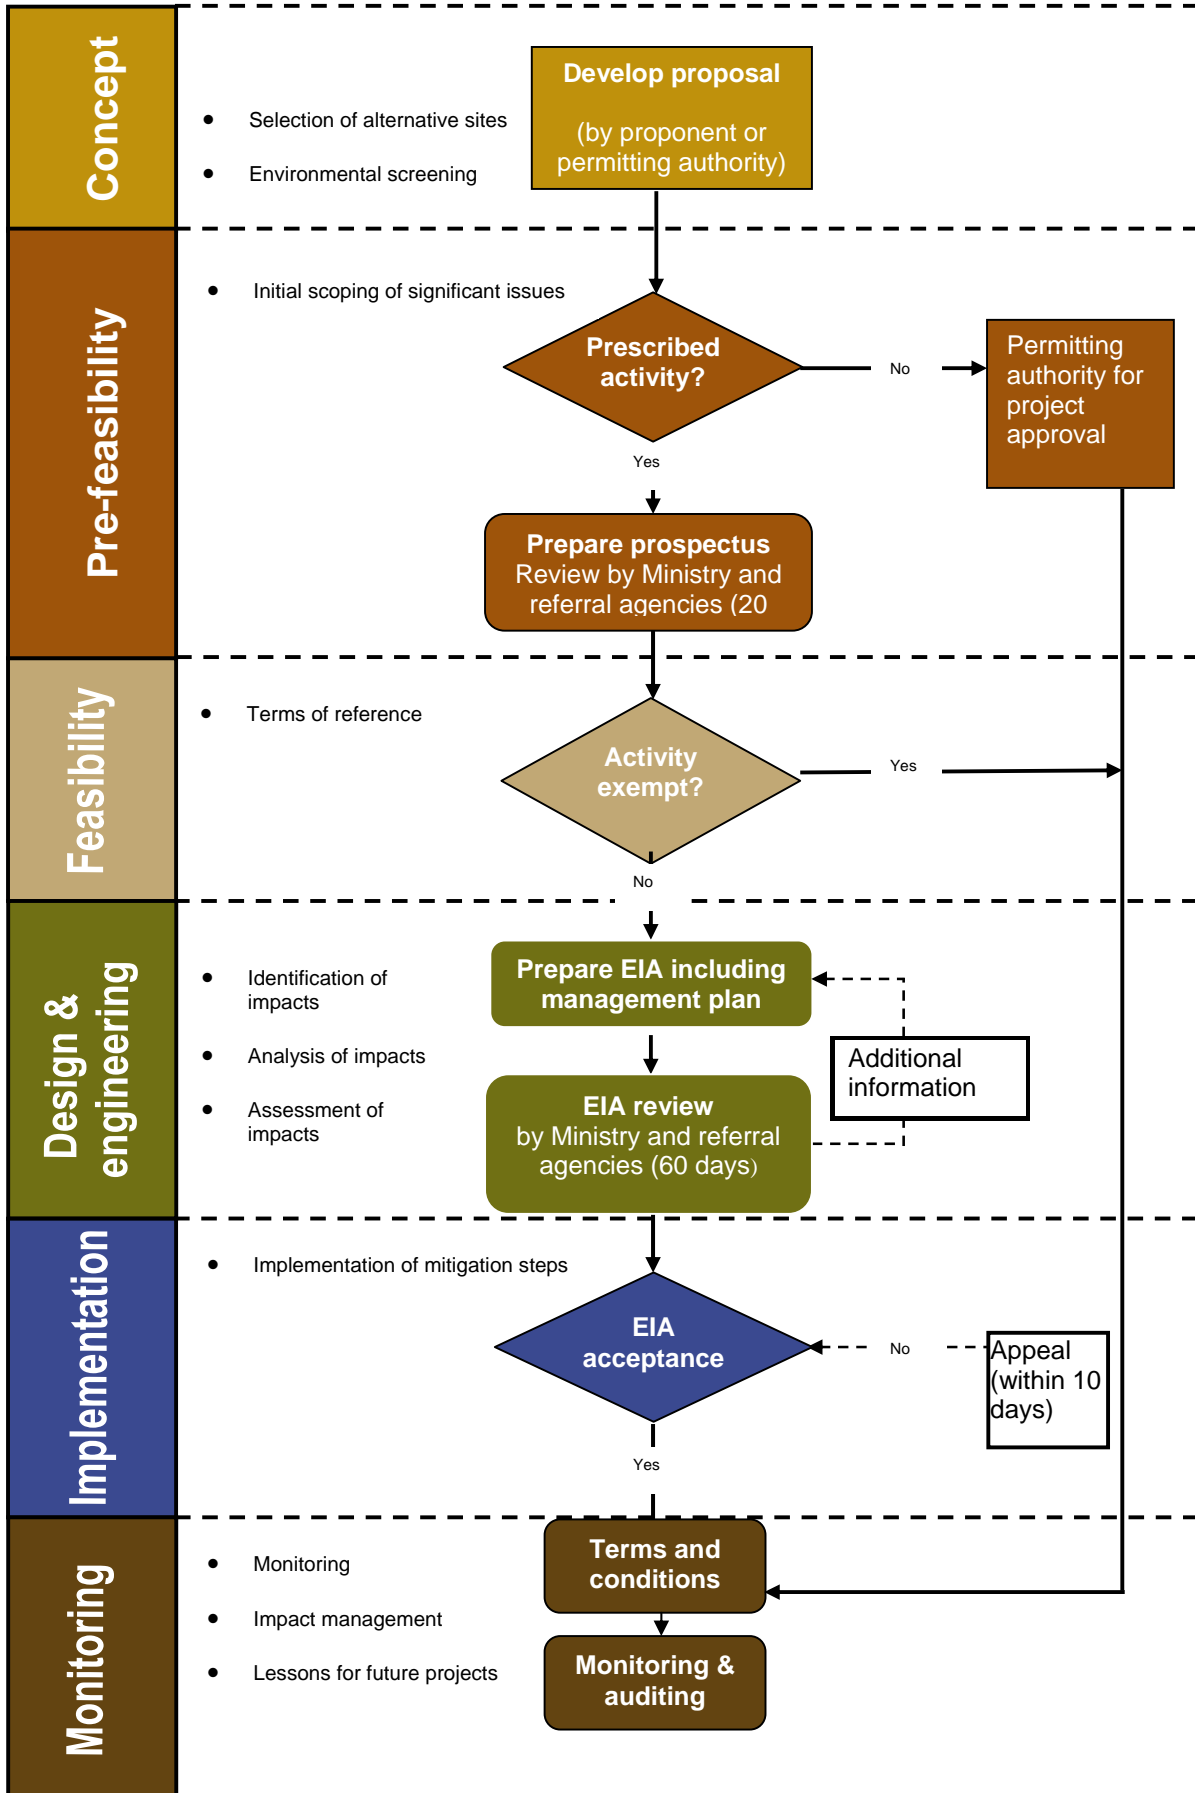 Concept
Develop proposal
(by proponent or
permitting authority)
• Selection of alternative sites
• Environmental screening
Pre-feasibility
• Initial scoping of significant issues
Prescribed
activity?
No
Permitting
authority for
project
approval
Yes
Prepare prospectus
Review by Ministry and
referral agencies (20
Feasibility
• Terms of reference
Activity
exempt?
Yes
No
Design &
engineering
• Identification of
impacts
• Analysis of impacts
• Assessment of
impacts
Prepare EIA including
management plan
Additional
information
EIA review
by Ministry and referral
agencies (60 days)
Implementation
• Implementation of mitigation steps
EIA
acceptance
No
Appeal
(within 10
days)
Yes
Monitoring
• Monitoring
• Impact management
• Lessons for future projects
Terms and
conditions
Monitoring &
auditing